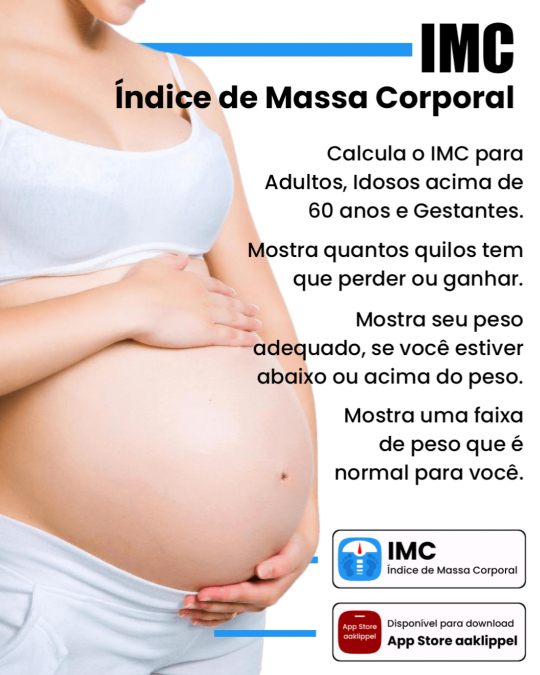 IMC
Índice de Massa Corporal
Calcula o IMC para
Adultos, Idosos acima de
60 anos e Gestantes.
Mostra quantos quilos tem
que perder ou ganhar.
Mostra seu peso
adequado, se você estiver
abaixo ou acima do peso.
Mostra uma faixa
de peso que é
normal para você.
IMC
Índice de Massa Corporal
App Store
aaklippel
Disponível para download
App Store aaklippel